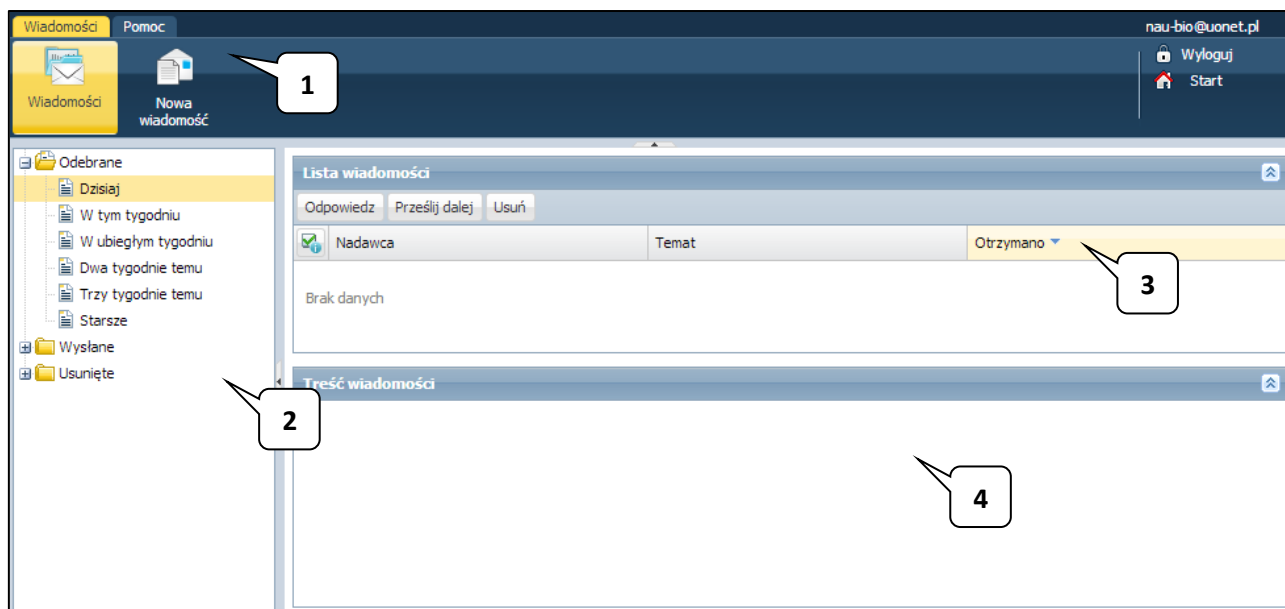 Wiadomości Pomoc nau-bio@uonet.pl
Wyloguj
Start
Wiadomości
Nowa
wiadomość
1
Odebrane
Dzisiaj
W tym tygodniu
W ubiegłym tygodniu
Dwa tygodnie temu
Trzy tygodnie temu
Starsze
Wysłane
Usunięte
2
Lista wiadomości
Odpowiedz Prześlij dalej Usuń
Nadawca Temat Otrzymano
3
Brak danych
Treść wiadomości
4